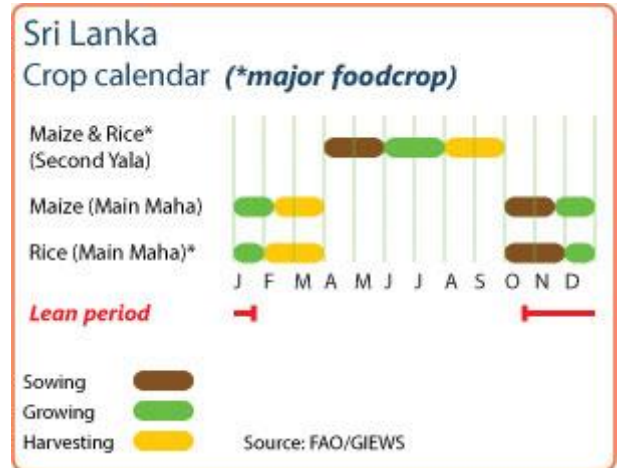 Sri Lanka
Crop calendar (*major foodcrop)
Maize & Rice*
(Second Yala)
Maize (Main Maha)
Rice (Main Maha)*
J F M A M J J A S O N D
Lean period
Sowing
Growing
Harvesting Source: FAO/GIEWS